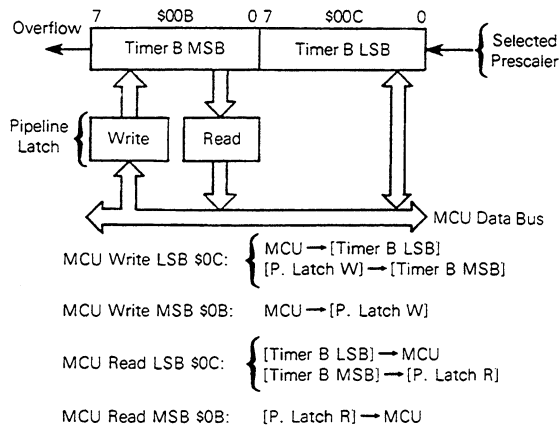 7 $00B 0 7 $00C 0
Overflow
Timer B MSB
Timer B LSB
Selected
Prescaler
Pipeline
Latch
Write
Read
MCU Data Bus
MCU Write LSB $0C: MCU → [Timer B LSB]
[P. Latch W] → [Timer B MSB]
MCU Write MSB $0B: MCU → [P. Latch W]
MCU Read LSB $0C: [Timer B LSB] → MCU
[Timer B MSB] → [P. Latch R]
MCU Read MSB $0B: [P. Latch R] → MCU